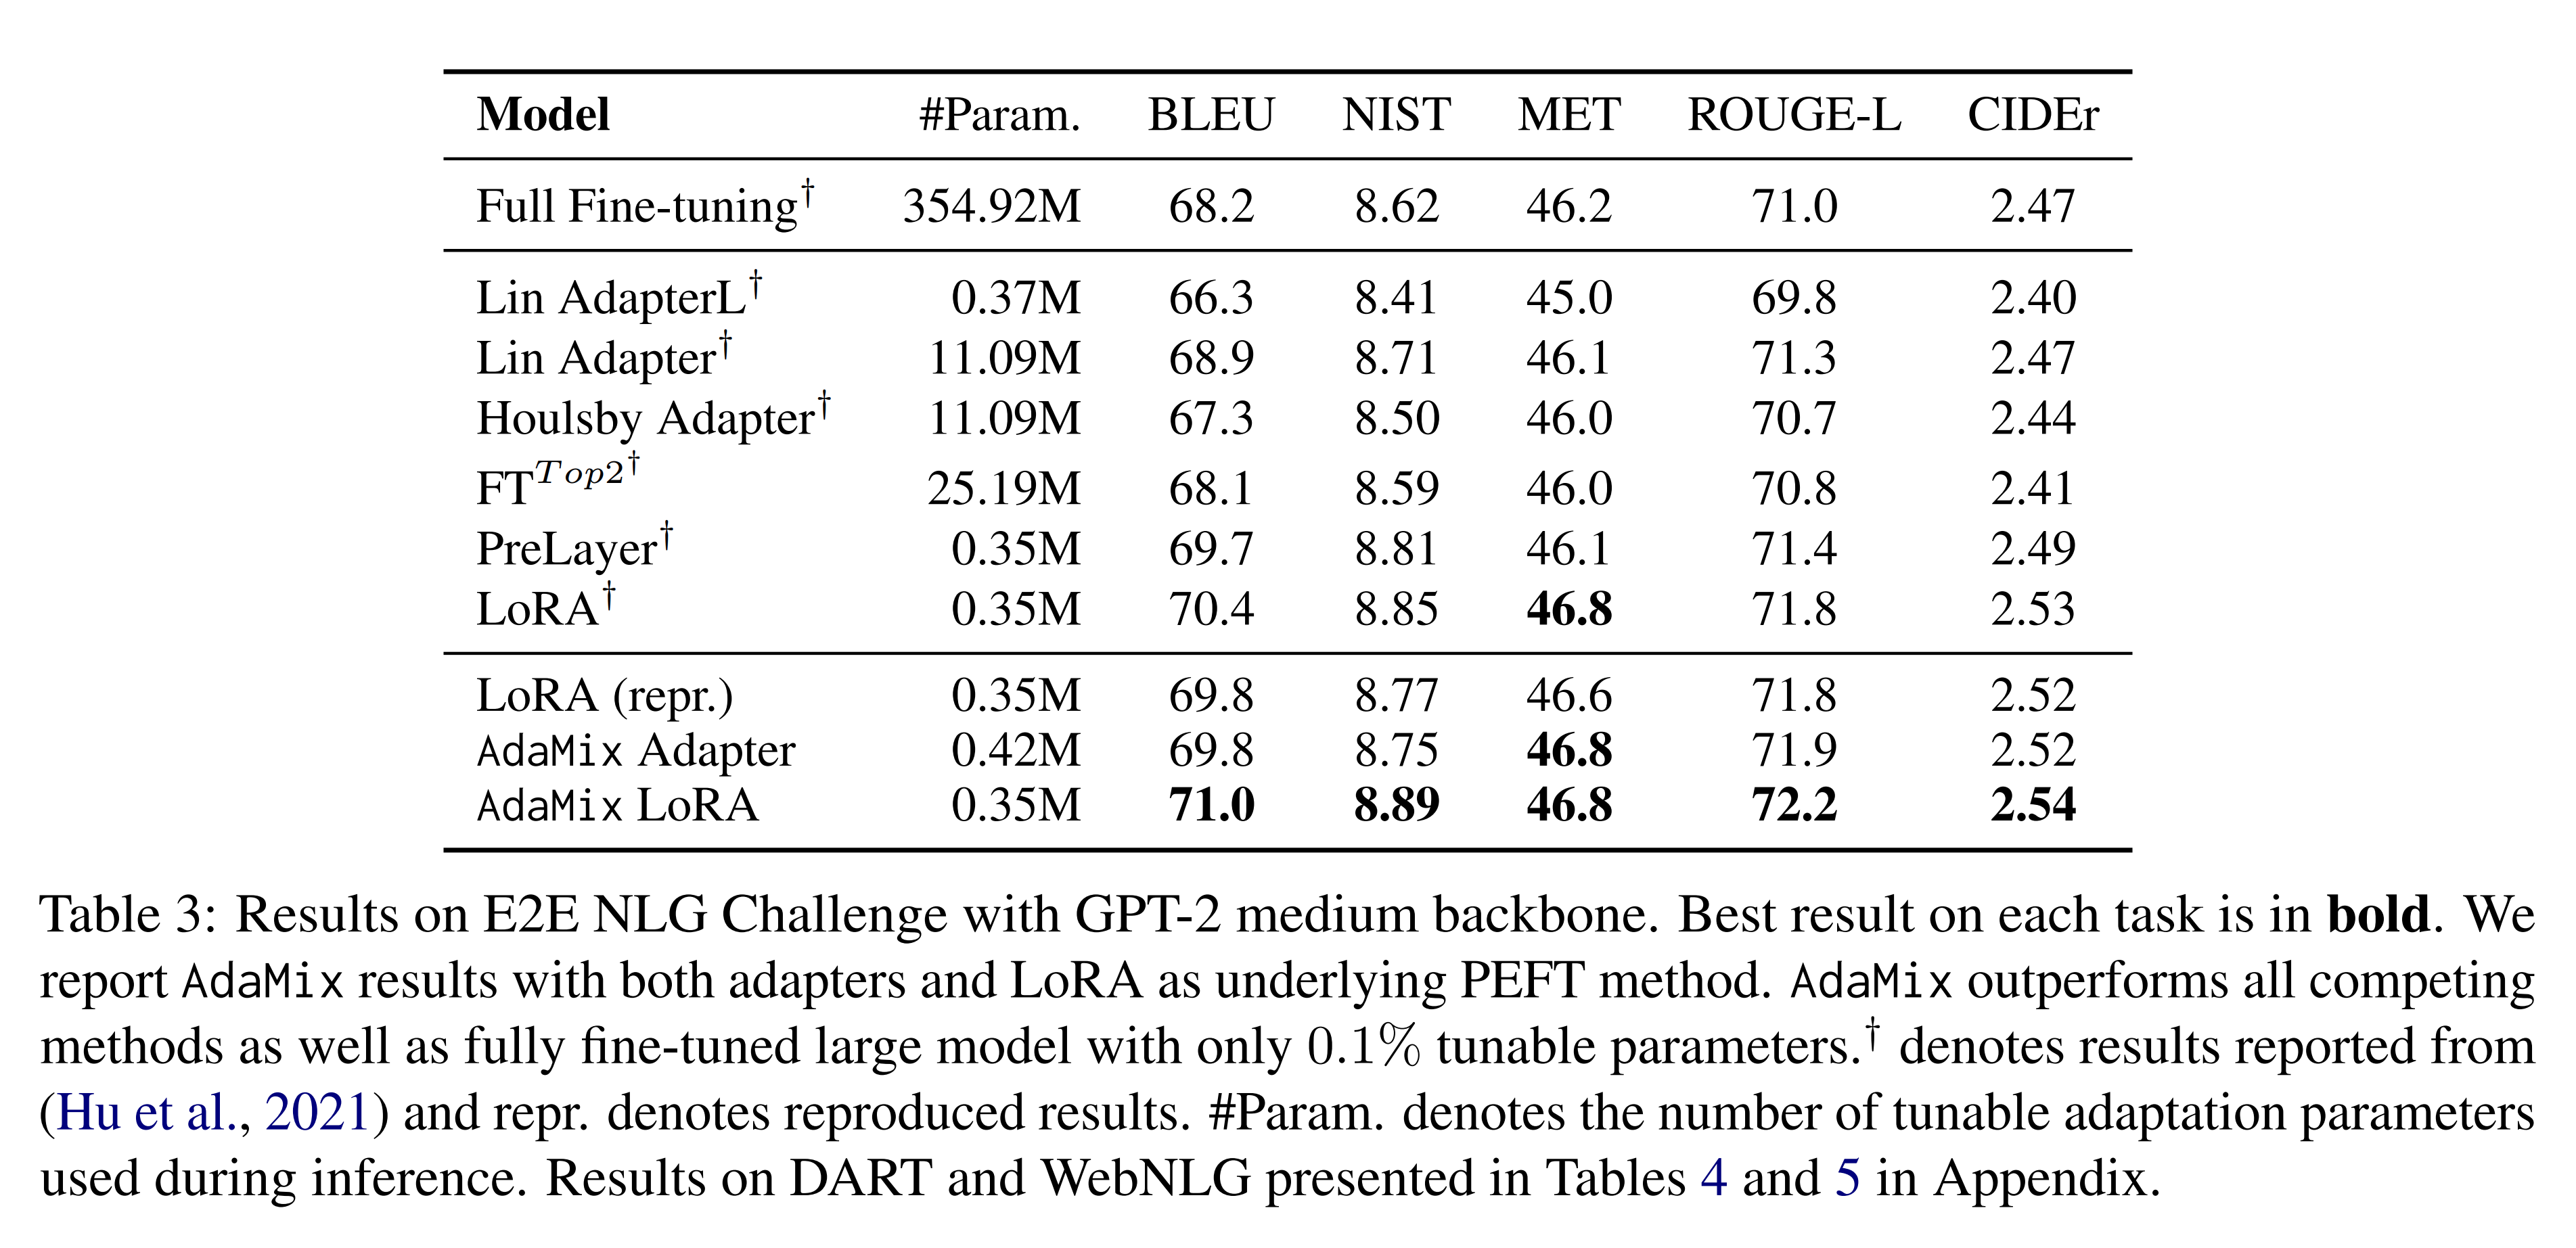 Model #Param. BLEU NIST MET ROUGE-L CIDEr
Full Fine-tuning† 354.92M 68.2 8.62 46.2 71.0 2.47
Lin AdapterL† 0.37M 66.3 8.41 45.0 69.8 2.40
Lin Adapter† 11.09M 68.9 8.71 46.1 71.3 2.47
Houlsby Adapter† 11.09M 67.3 8.50 46.0 70.7 2.44
FT^Top2† 25.19M 68.1 8.59 46.0 70.8 2.41
PreLayer† 0.35M 69.7 8.81 46.1 71.4 2.49
LoRA† 0.35M 70.4 8.85 46.8 71.8 2.53
LoRA (repr.) 0.35M 69.8 8.77 46.6 71.8 2.52
AdaMix Adapter 0.42M 69.8 8.75 46.8 71.9 2.52
AdaMix LoRA 0.35M 71.0 8.89 46.8 72.2 2.54
Table 3: Results on E2E NLG Challenge with GPT-2 medium backbone. Best result on each task is in bold. We
report AdaMix results with both adapters and LoRA as underlying PEFT method. AdaMix outperforms all competing
methods as well as fully fine-tuned large model with only 0.1% tunable parameters.† denotes results reported from
(Hu et al., 2021) and repr. denotes reproduced results. #Param. denotes the number of tunable adaptation parameters
used during inference. Results on DART and WebNLG presented in Tables 4 and 5 in Appendix.